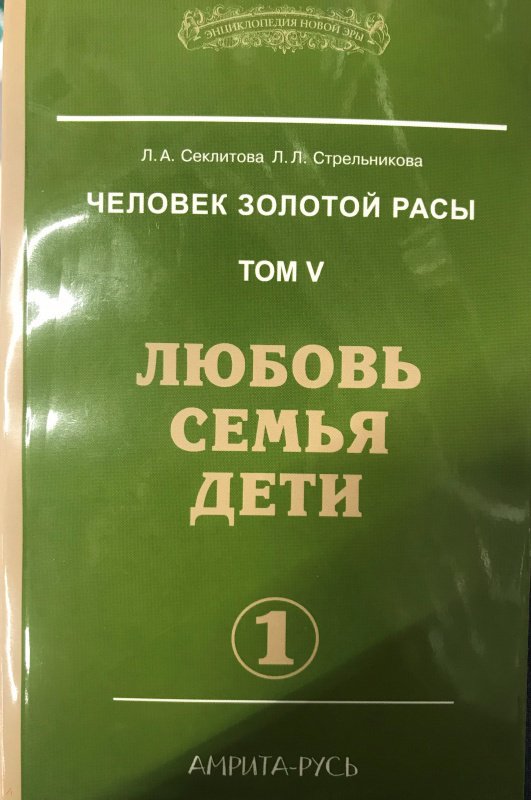 ЭНЦИКЛОПЕДИЯ НОВОЙ ЭРЫ
Л. А. Секлитова Л. Л. Стрельникова
ЧЕЛОВЕК ЗОЛОТОЙ РАСЫ
ТОМ V
ЛЮБОВЬ
СЕМЬЯ
ДЕТИ
1
АМРИТА-РУСЬ